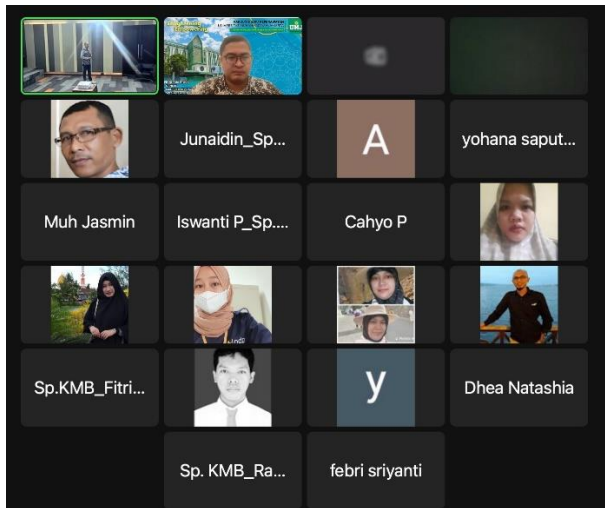 Junaidin_Sp...
A
yohana saput...
Muh Jasmin
Iswanti P_Sp....
Cahyo P
Sp.KMB_Fitri...
y
Dhea Natashia
Sp. KMB_Ra...
febri sriyanti